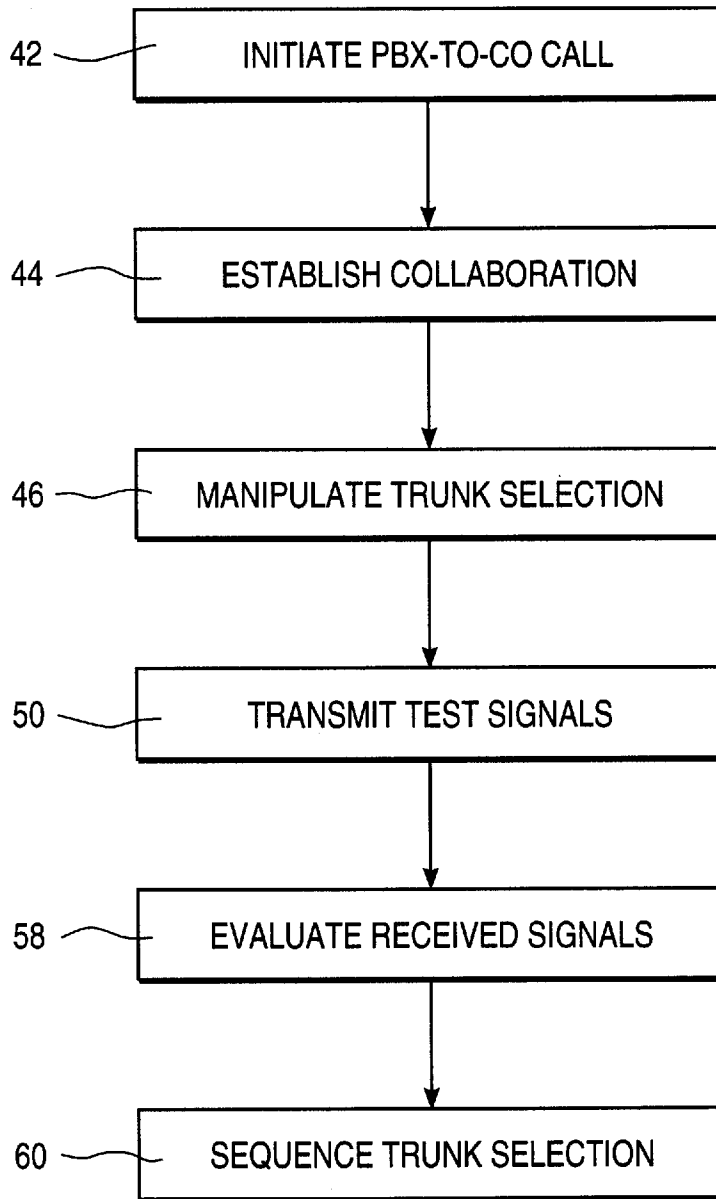 42 INITIATE PBX-TO-CO CALL
44 ESTABLISH COLLABORATION
46 MANIPULATE TRUNK SELECTION
50 TRANSMIT TEST SIGNALS
58 EVALUATE RECEIVED SIGNALS
60 SEQUENCE TRUNK SELECTION